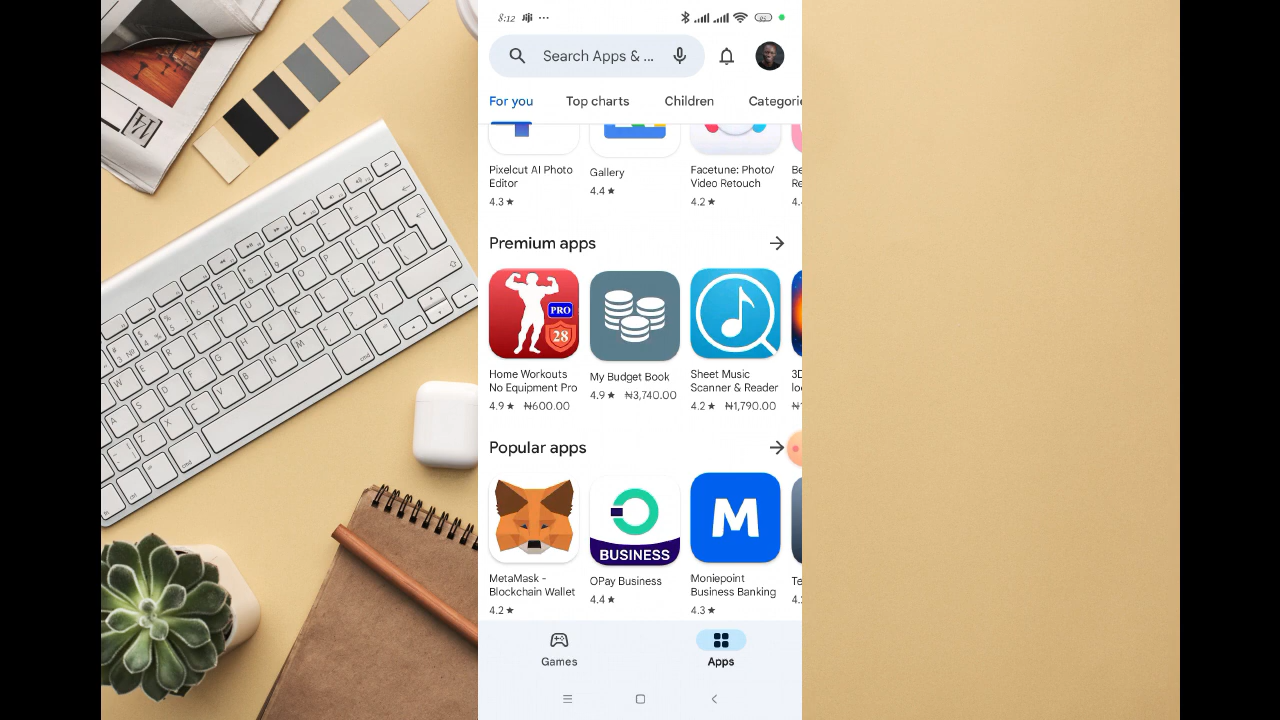 8:12
Search Apps & ...
For you Top charts Children Categorie
Pixelcut AI Photo
Editor
4.3★
Gallery
4.4★
Facetune: Photo/
Video Retouch
4.2★
Premium apps
PRO
28
Home Workouts
No Equipment Pro
4.9★ ₦600.00
My Budget Book
4.9★ ₦3,740.00
Sheet Music
Scanner & Reader
4.2★ ₦1,790.00
Popular apps
MetaMask -
Blockchain Wallet
4.2★
BUSINESS
OPay Business
4.4★
M
Moniepoint
Business Banking
4.3★
Games
Apps